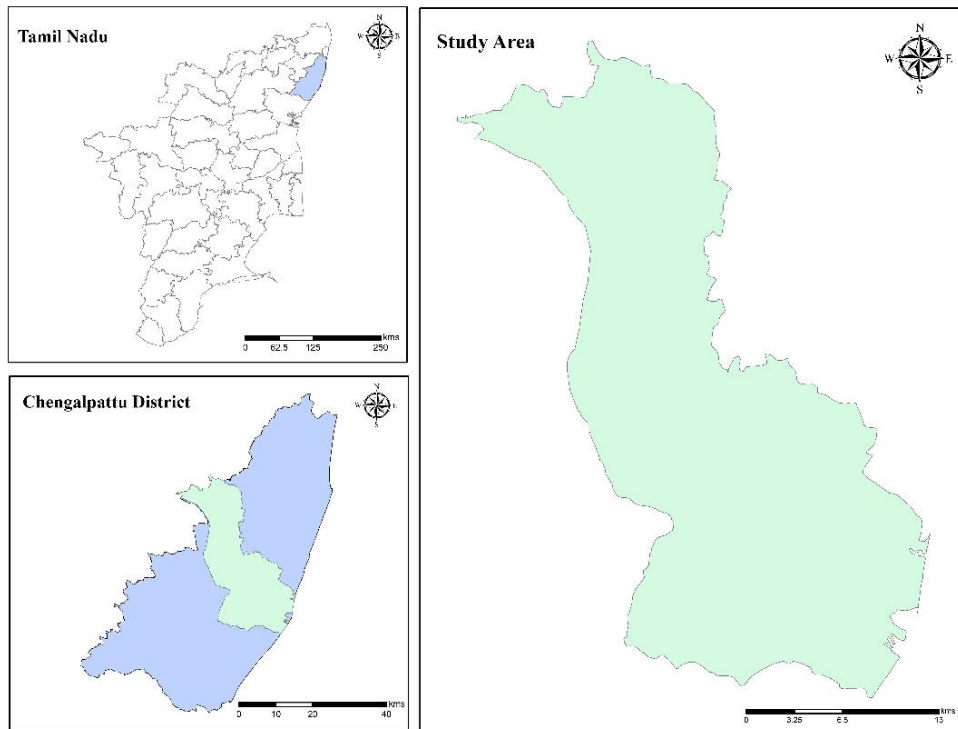 Tamil Nadu
N
W E
S
kms
0 62.5 125 250
Chengalpattu District
N
W E
S
kms
0 10 20 40
Study Area
N
W E
S
kms
0 3.25 6.5 13